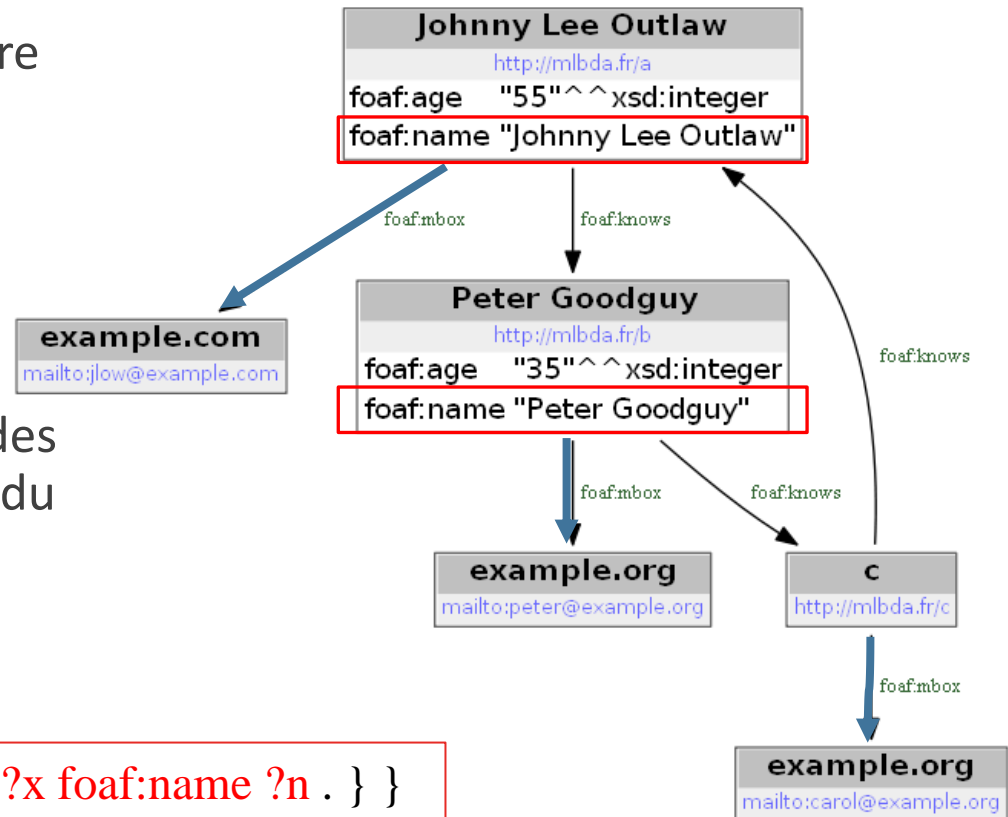 re
Johnny Lee Outlaw
http://mlbda.fr/a
foaf:age "55"^^xsd:integer
foaf:name "Johnny Lee Outlaw"
foaf:mbox
foaf:knows
Peter Goodguy
http://mlbda.fr/b
foaf:age "35"^^xsd:integer
foaf:name "Peter Goodguy"
example.com
mailto:jlow@example.com
foaf:knows
des
du
foaf:mbox
foaf:knows
example.org
mailto:peter@example.org
c
http://mlbda.fr/c
foaf:mbox
example.org
mailto:carol@example.org
?x foaf:name ?n . } }